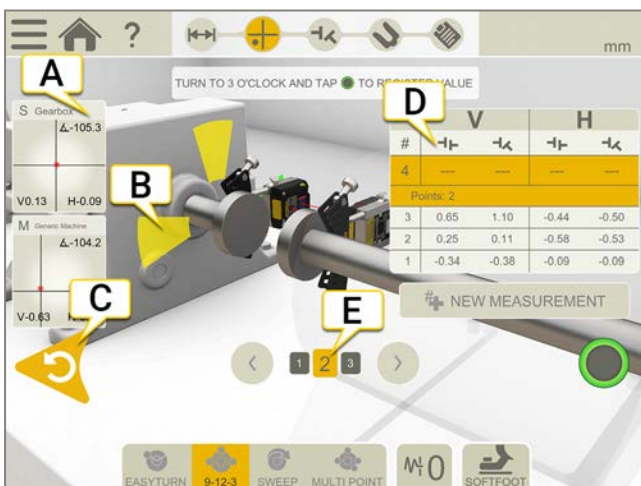 ?
mm
TURN TO 3 O'CLOCK AND TAP TO REGISTER VALUE
A
S Gearbox
∡-105.3
V0.13 H-0.09
M Generic Machine
∡-104.2
V-0.63
B
C
D
E
V H
#
4 --- --- --- ---
Points: 2
3 0.65 1.10 -0.44 -0.50
2 0.25 0.11 -0.58 -0.53
1 -0.34 -0.38 -0.09 -0.09
# NEW MEASUREMENT
1 2 3
EASYTURN 9-12-3 SWEEP MULTI POINT 0 SOFTFOOT